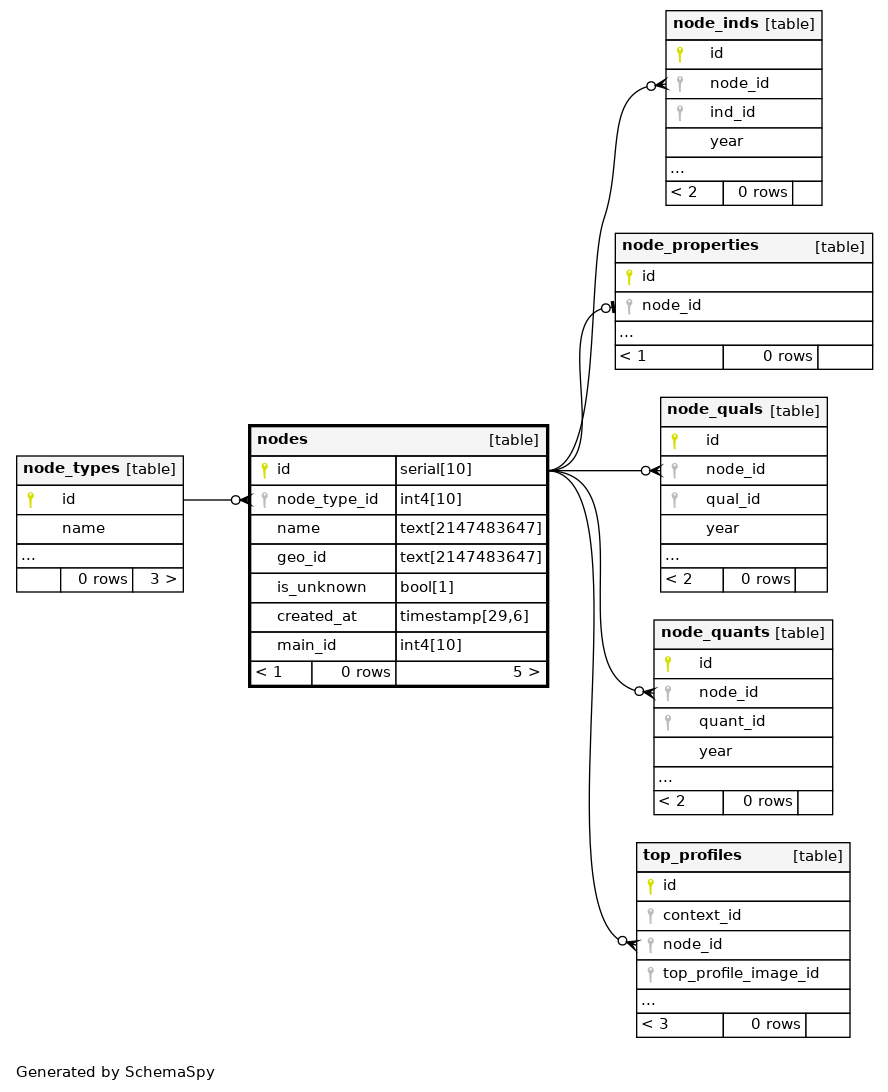 node_inds [table]
id
node_id
ind_id
year
...
< 2 0 rows
node_properties [table]
id
node_id
...
< 1 0 rows
node_quals [table]
id
node_id
qual_id
year
...
< 2 0 rows
nodes [table]
id serial[10]
node_type_id int4[10]
name text[2147483647]
geo_id text[2147483647]
is_unknown bool[1]
created_at timestamp[29,6]
main_id int4[10]
< 1 0 rows 5 >
node_types [table]
id
name
...
0 rows 3 >
node_quants [table]
id
node_id
quant_id
year
...
< 2 0 rows
top_profiles [table]
id
context_id
node_id
top_profile_image_id
...
< 3 0 rows
Generated by SchemaSpy